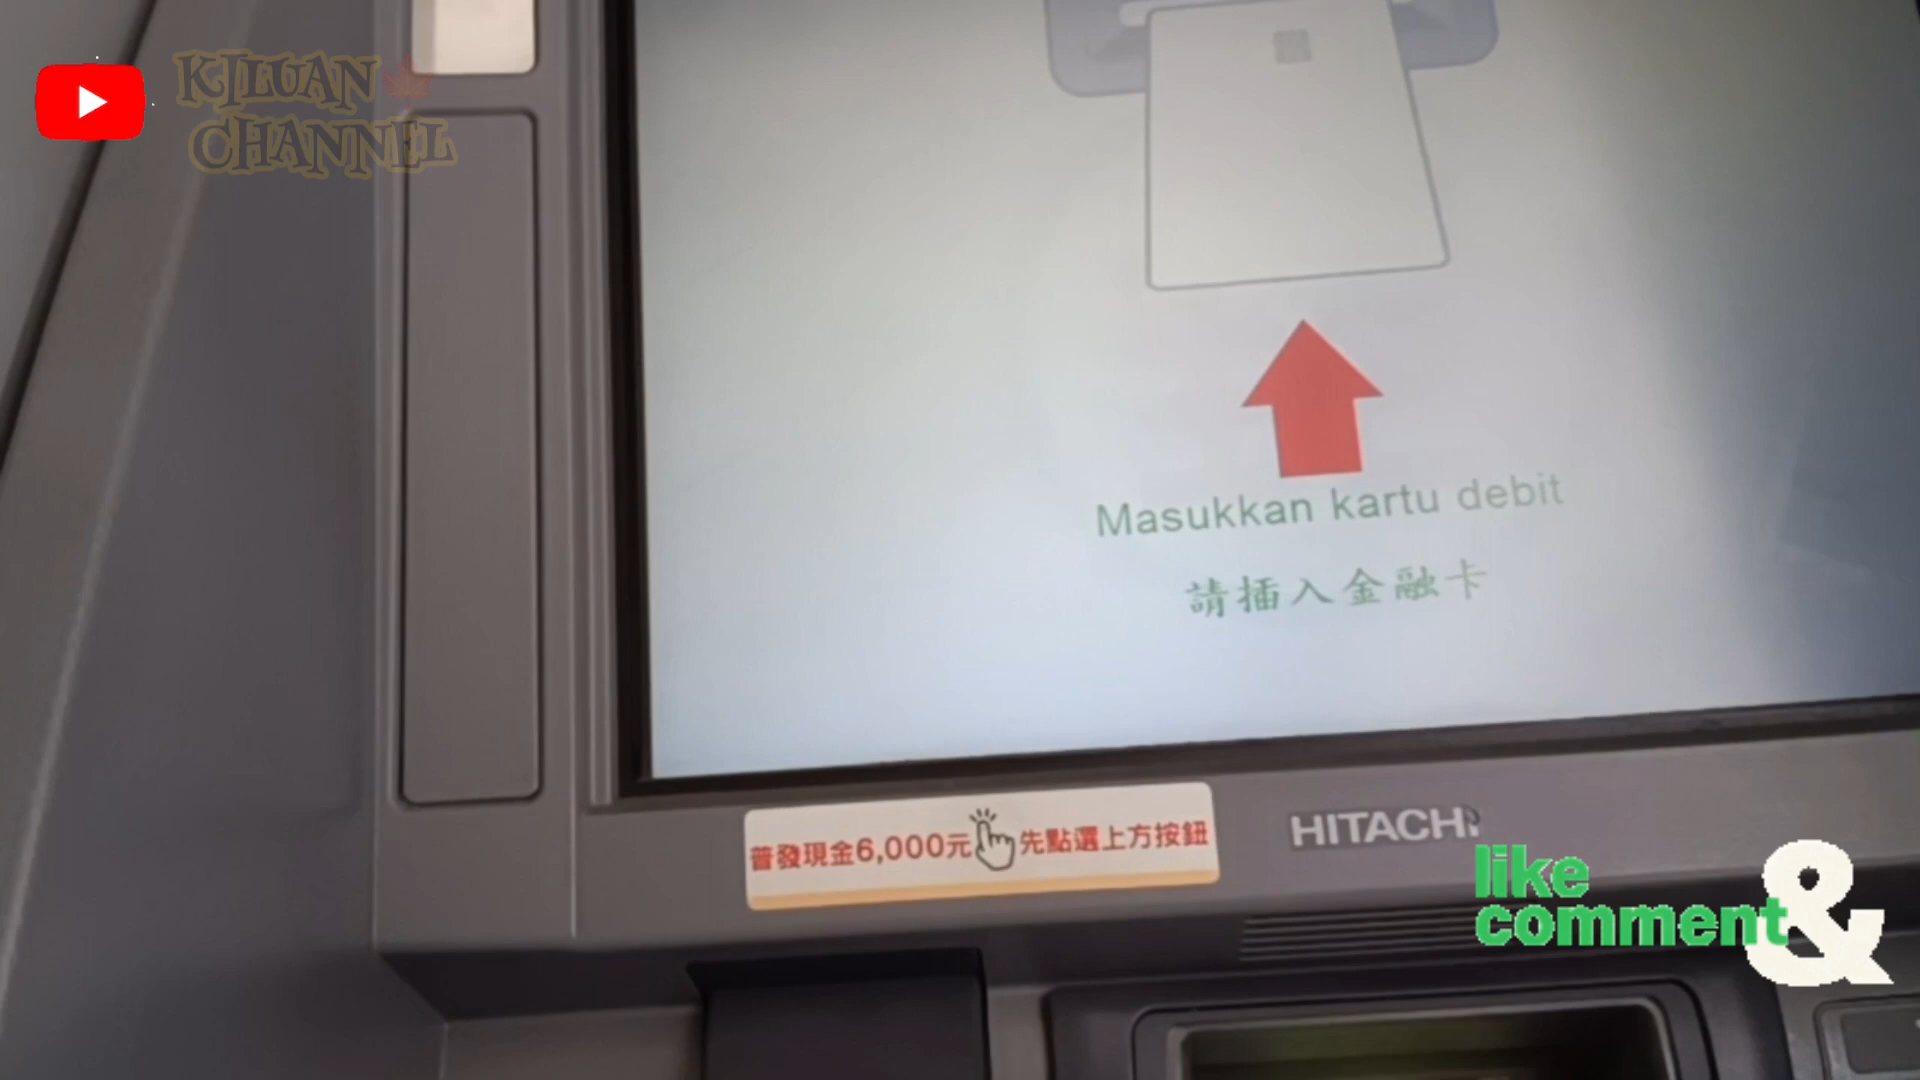 KILUAN
CHANNEL
Masukkan kartu debit
請插入金融卡
普發現金6,000元 先點選上方按鈕
HITACHI
like
comment &